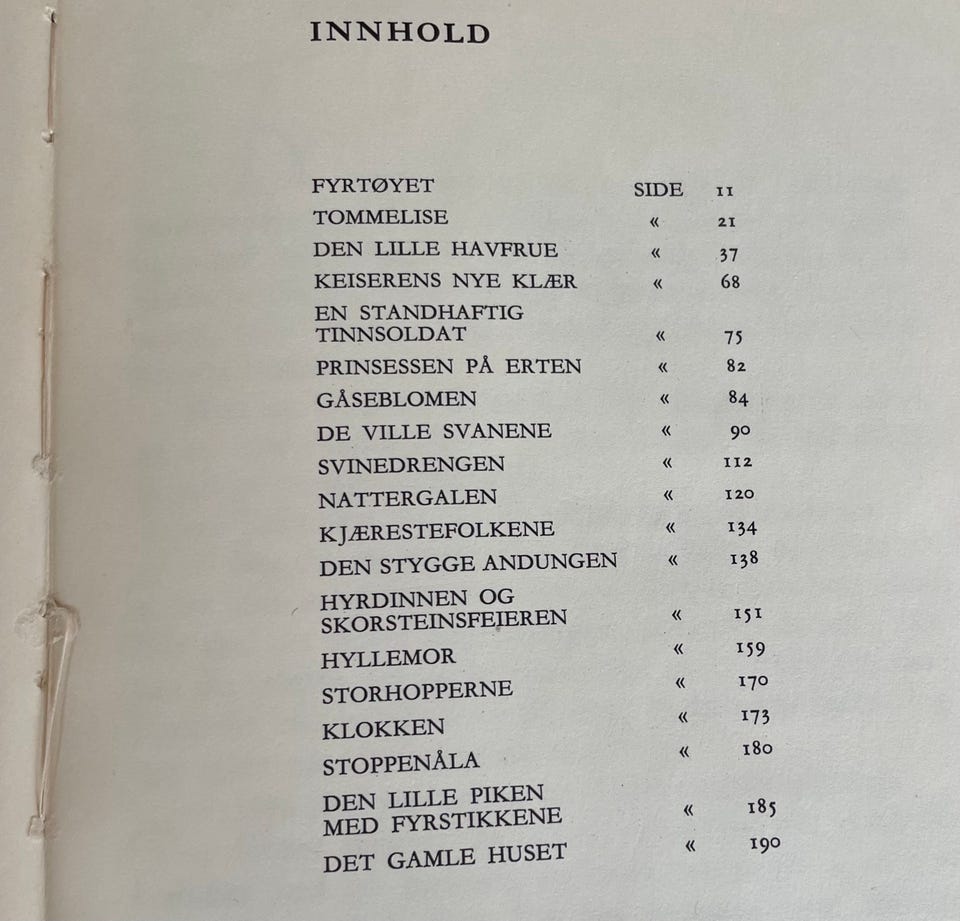 INNHOLD
FYRTØYET SIDE 11
TOMMELISE « 21
DEN LILLE HAVFRUE « 37
KEISERENS NYE KLÆR « 68
EN STANDHAFTIG
TINNSOLDAT « 75
PRINSESSEN PÅ ERTEN « 82
GÅSEBLOMEN « 84
DE VILLE SVANENE « 90
SVINEDRENGEN « 112
NATTERGALEN « 120
KJÆRESTEFOLKENE « 134
DEN STYGGE ANDUNGEN « 138
HYRDINNEN OG
SKORSTEINSFEIEREN « 151
HYLLEMOR « 159
STORHOPPERNE « 170
KLOKKEN « 173
STOPPENÅLA « 180
DEN LILLE PIKEN
MED FYRSTIKKENE « 185
DET GAMLE HUSET « 190